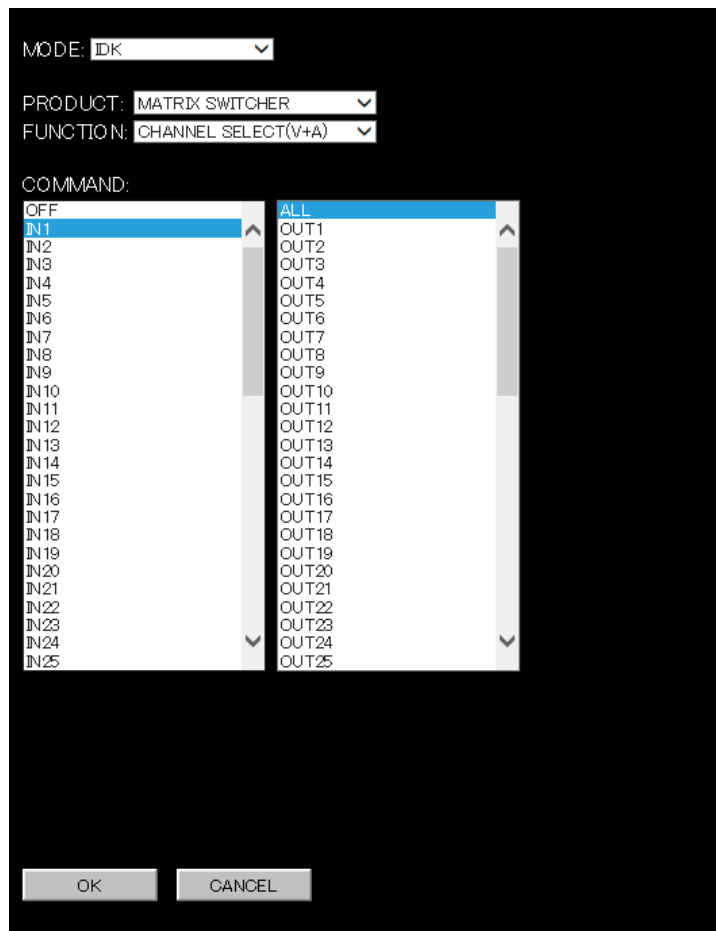 MODE: IDK
PRODUCT: MATRIX SWITCHER
FUNCTION: CHANNEL SELECT(V+A)
COMMAND:
OFF
IN1
IN2
IN3
IN4
IN5
IN6
IN7
IN8
IN9
IN10
IN11
IN12
IN13
IN14
IN15
IN16
IN17
IN18
IN19
IN20
IN21
IN22
IN23
IN24
IN25
ALL
OUT1
OUT2
OUT3
OUT4
OUT5
OUT6
OUT7
OUT8
OUT9
OUT10
OUT11
OUT12
OUT13
OUT14
OUT15
OUT16
OUT17
OUT18
OUT19
OUT20
OUT21
OUT22
OUT23
OUT24
OUT25
OK CANCEL